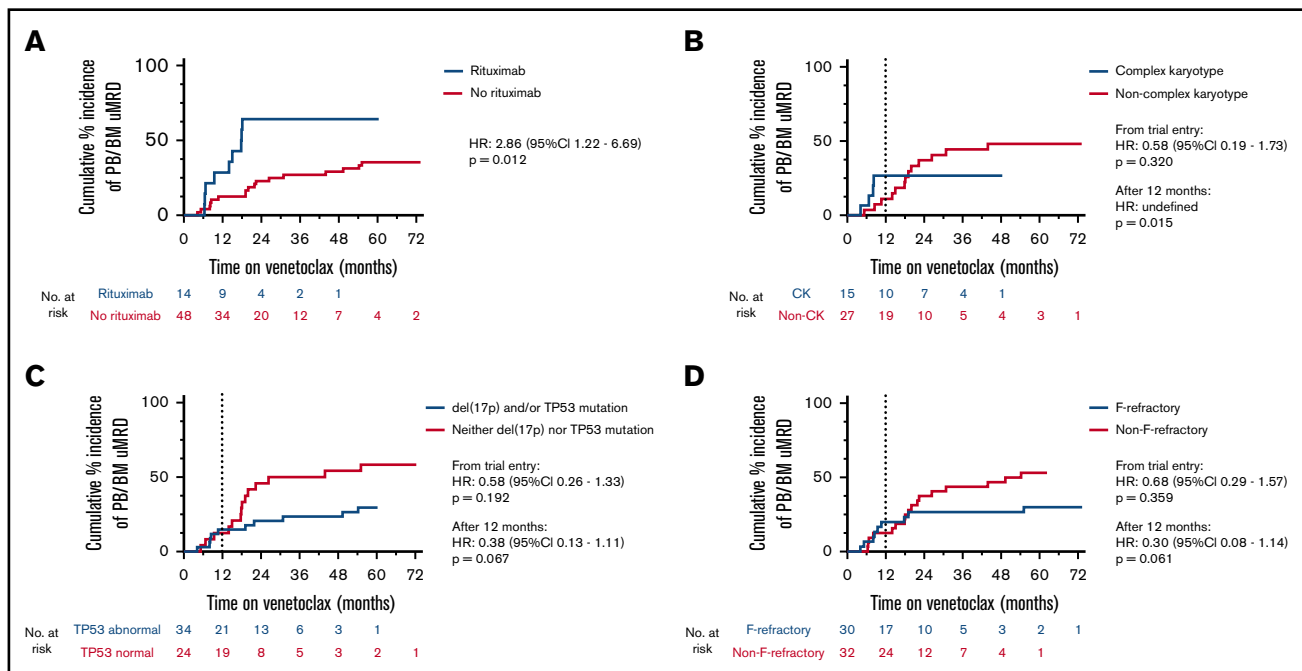 A
Cumulative % incidence
of PB/BM uMRD
100
50
0
0 12 24 36 48 60 72
Time on venetoclax (months)
Rituximab
No rituximab
HR: 2.86 (95%CI 1.22 - 6.69)
p = 0.012
No. at
risk
Rituximab 14 9 4 2 1
No rituximab 48 34 20 12 7 4 2
B
Cumulative % incidence
of PB/BM uMRD
100
50
0
0 12 24 36 48 60 72
Time on venetoclax (months)
Complex karyotype
Non-complex karyotype
From trial entry:
HR: 0.58 (95%CI 0.19 - 1.73)
p = 0.320
After 12 months:
HR: undefined
p = 0.015
No. at
risk
CK 15 10 7 4 1
Non-CK 27 19 10 5 4 3 1
C
Cumulative % incidence
of PB/BM uMRD
100
50
0
0 12 24 36 48 60 72
Time on venetoclax (months)
del(17p) and/or TP53 mutation
Neither del(17p) nor TP53 mutation
From trial entry:
HR: 0.58 (95%CI 0.26 - 1.33)
p = 0.192
After 12 months:
HR: 0.38 (95%CI 0.13 - 1.11)
p = 0.067
No. at
risk
TP53 abnormal 34 21 13 6 3 1
TP53 normal 24 19 8 5 3 2 1
D
Cumulative % incidence
of PB/BM uMRD
100
50
0
0 12 24 36 48 60 72
Time on venetoclax (months)
F-refractory
Non-F-refractory
From trial entry:
HR: 0.68 (95%CI 0.29 - 1.57)
p = 0.359
After 12 months:
HR: 0.30 (95%CI 0.08 - 1.14)
p = 0.061
No. at
risk
F-refractory 30 17 10 5 3 2 1
Non-F-refractory 32 24 12 7 4 1